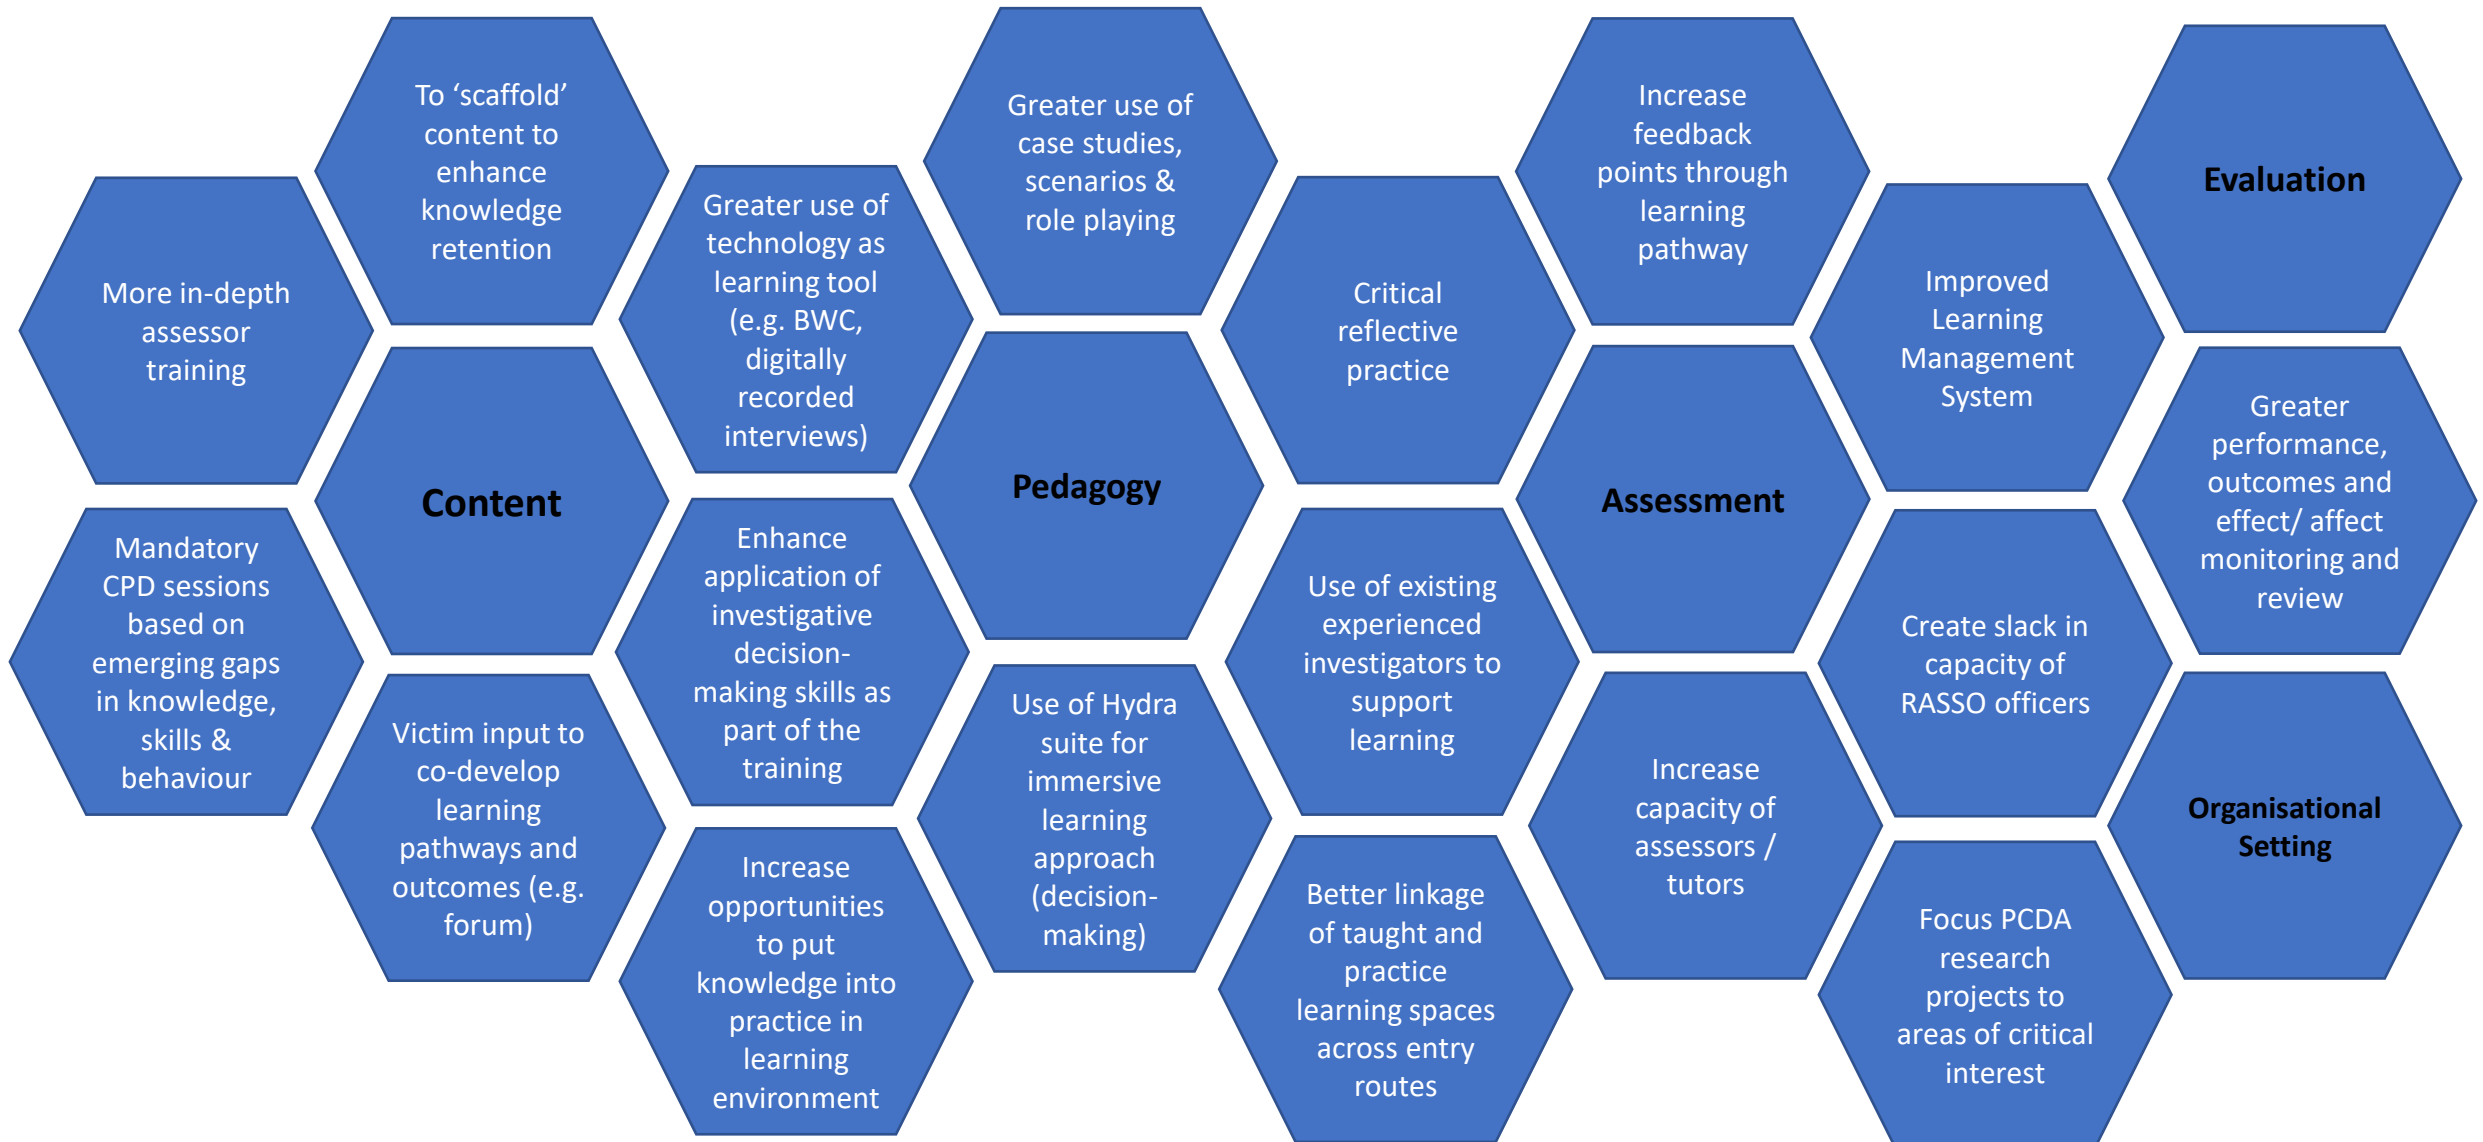 More in-depth
assessor
training
Mandatory
CPD sessions
based on
emerging gaps
in knowledge,
skills &
behaviour
To ‘scaffold’
content to
enhance
knowledge
retention
Content
Victim input to
co-develop
learning
pathways and
outcomes (e.g.
forum)
Greater use of
technology as
learning tool
(e.g. BWC,
digitally
recorded
interviews)
Enhance
application of
investigative
decision-
making skills as
part of the
training
Increase
opportunities
to put
knowledge into
practice in
learning
environment
Greater use of
case studies,
scenarios &
role playing
Pedagogy
Use of Hydra
suite for
immersive
learning
approach
(decision-
making)
Critical
reflective
practice
Use of existing
experienced
investigators to
support
learning
Better linkage
of taught and
practice
learning spaces
across entry
routes
Increase
feedback
points through
learning
pathway
Assessment
Increase
capacity of
assessors /
tutors
Improved
Learning
Management
System
Create slack in
capacity of
RASSO officers
Focus PCDA
research
projects to
areas of critical
interest
Evaluation
Greater
performance,
outcomes and
effect/ affect
monitoring and
review
Organisational
Setting